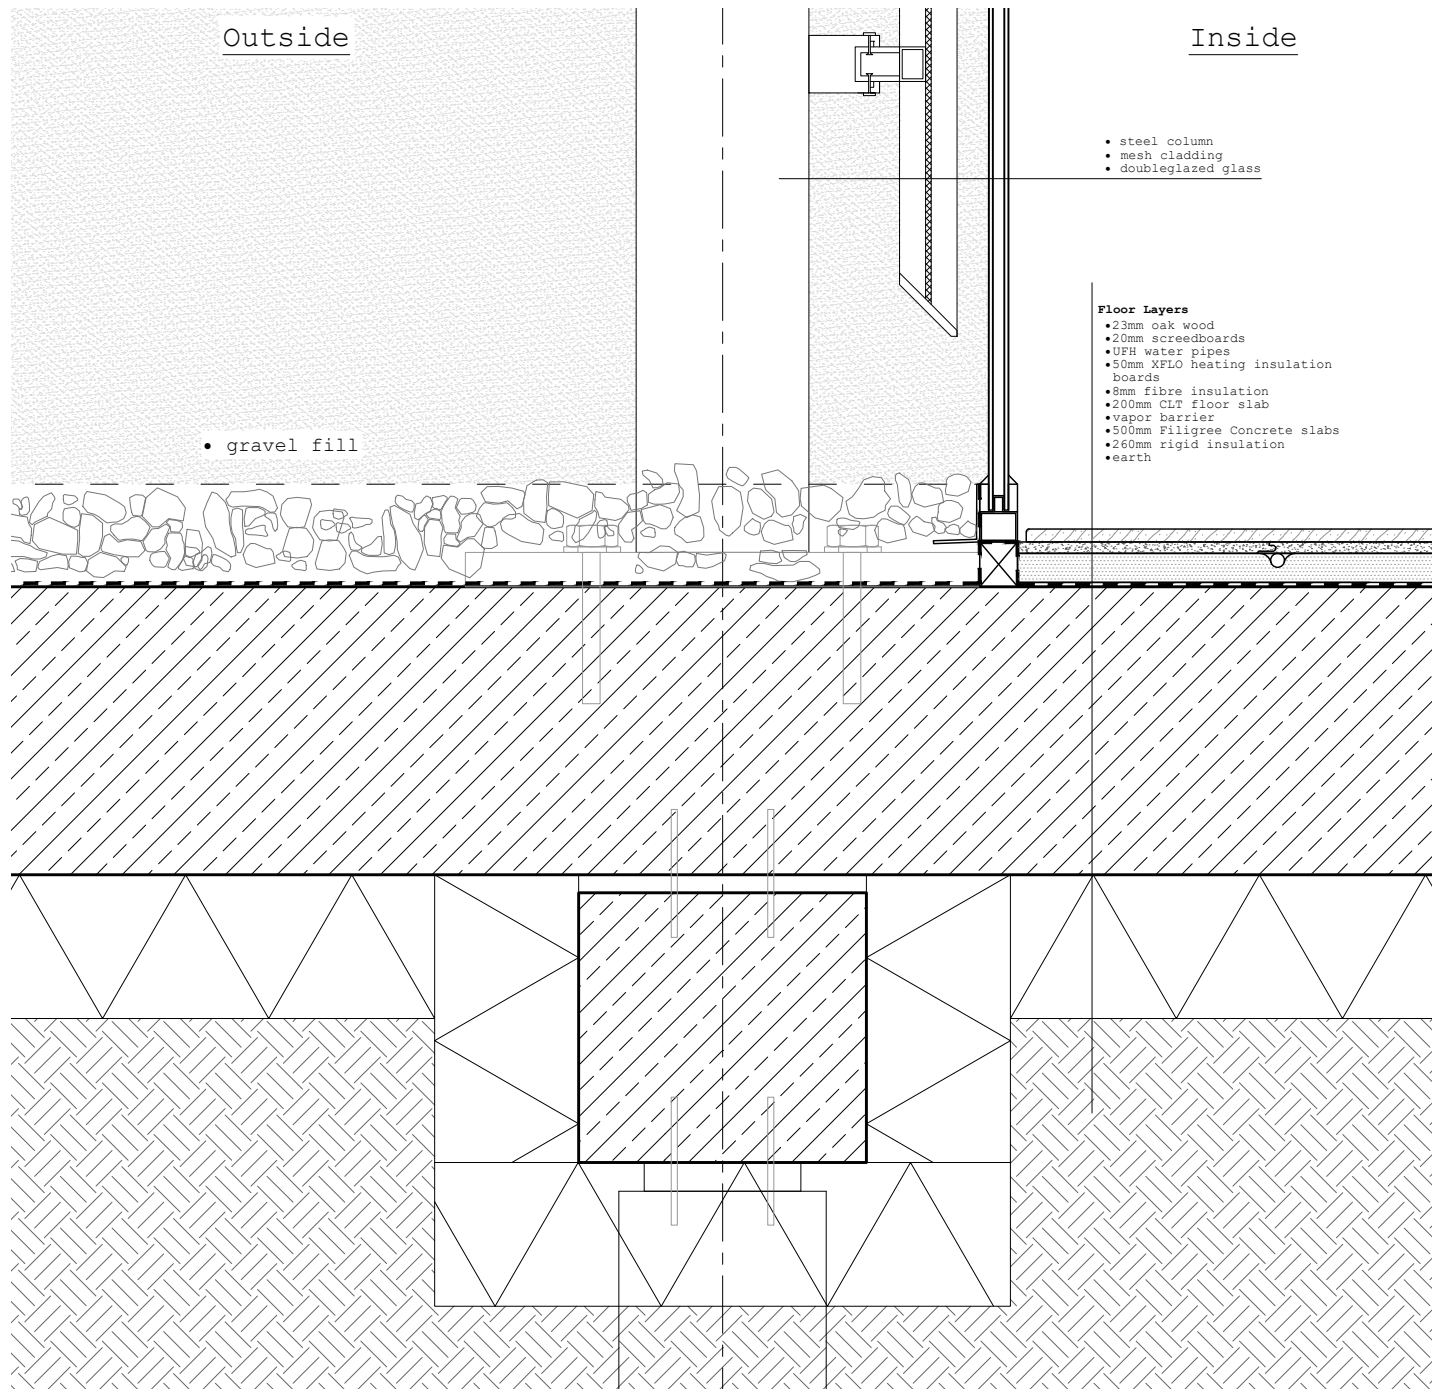 Outside
Inside
• steel column
• mesh cladding
• doubleglazed glass
Floor Layers
•23mm oak wood
•20mm screedboards
•UFH water pipes
•50mm XFLO heating insulation
boards
•8mm fibre insulation
•200mm CLT floor slab
•vapor barrier
•500mm Filigree Concrete slabs
•260mm rigid insulation
•earth
• gravel fill